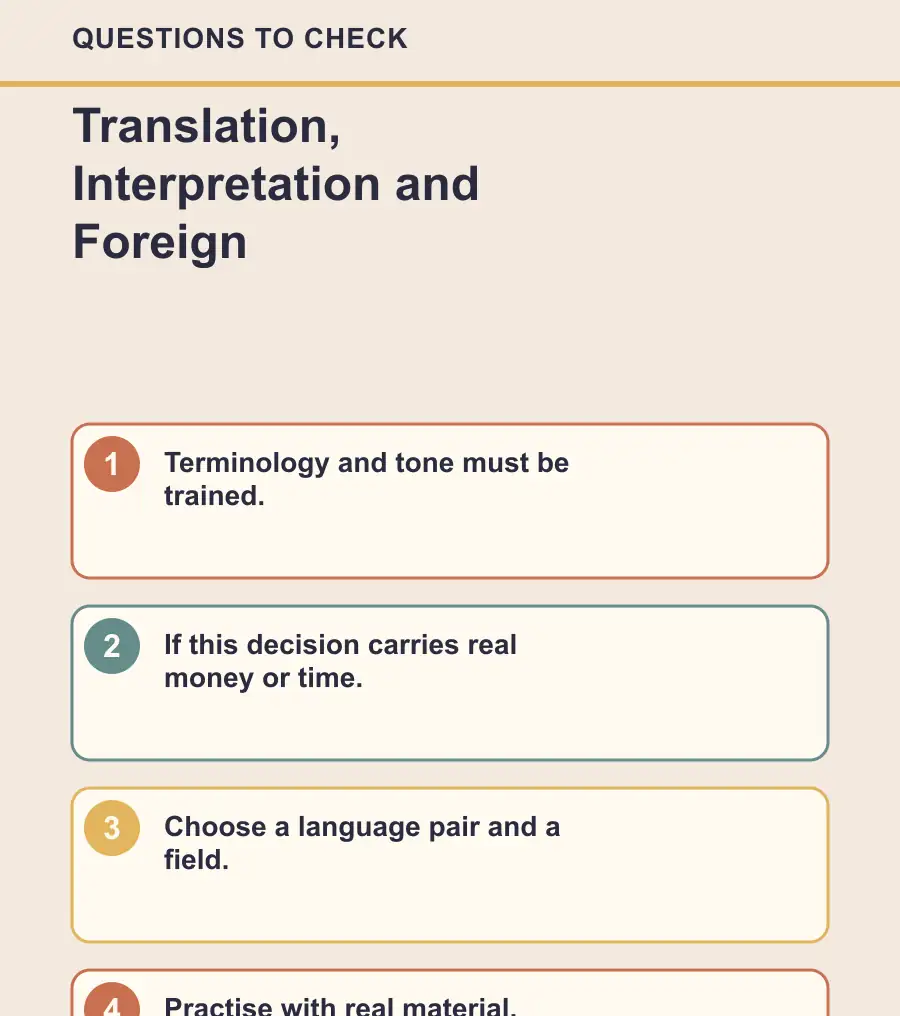 QUESTIONS TO CHECK
Translation,
Interpretation and
Foreign
1
Terminology and tone must be
trained.
2
If this decision carries real
money or time.
3
Choose a language pair and a
field.
4
Practise with real material.